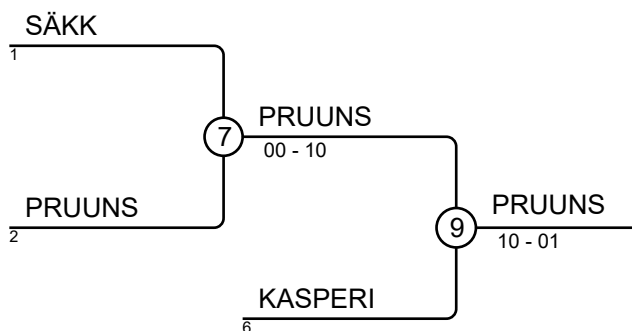 SÄKK
1
7
PRUUNS
00 - 10
PRUUNS
2
9
PRUUNS
10 - 01
KASPERI
6